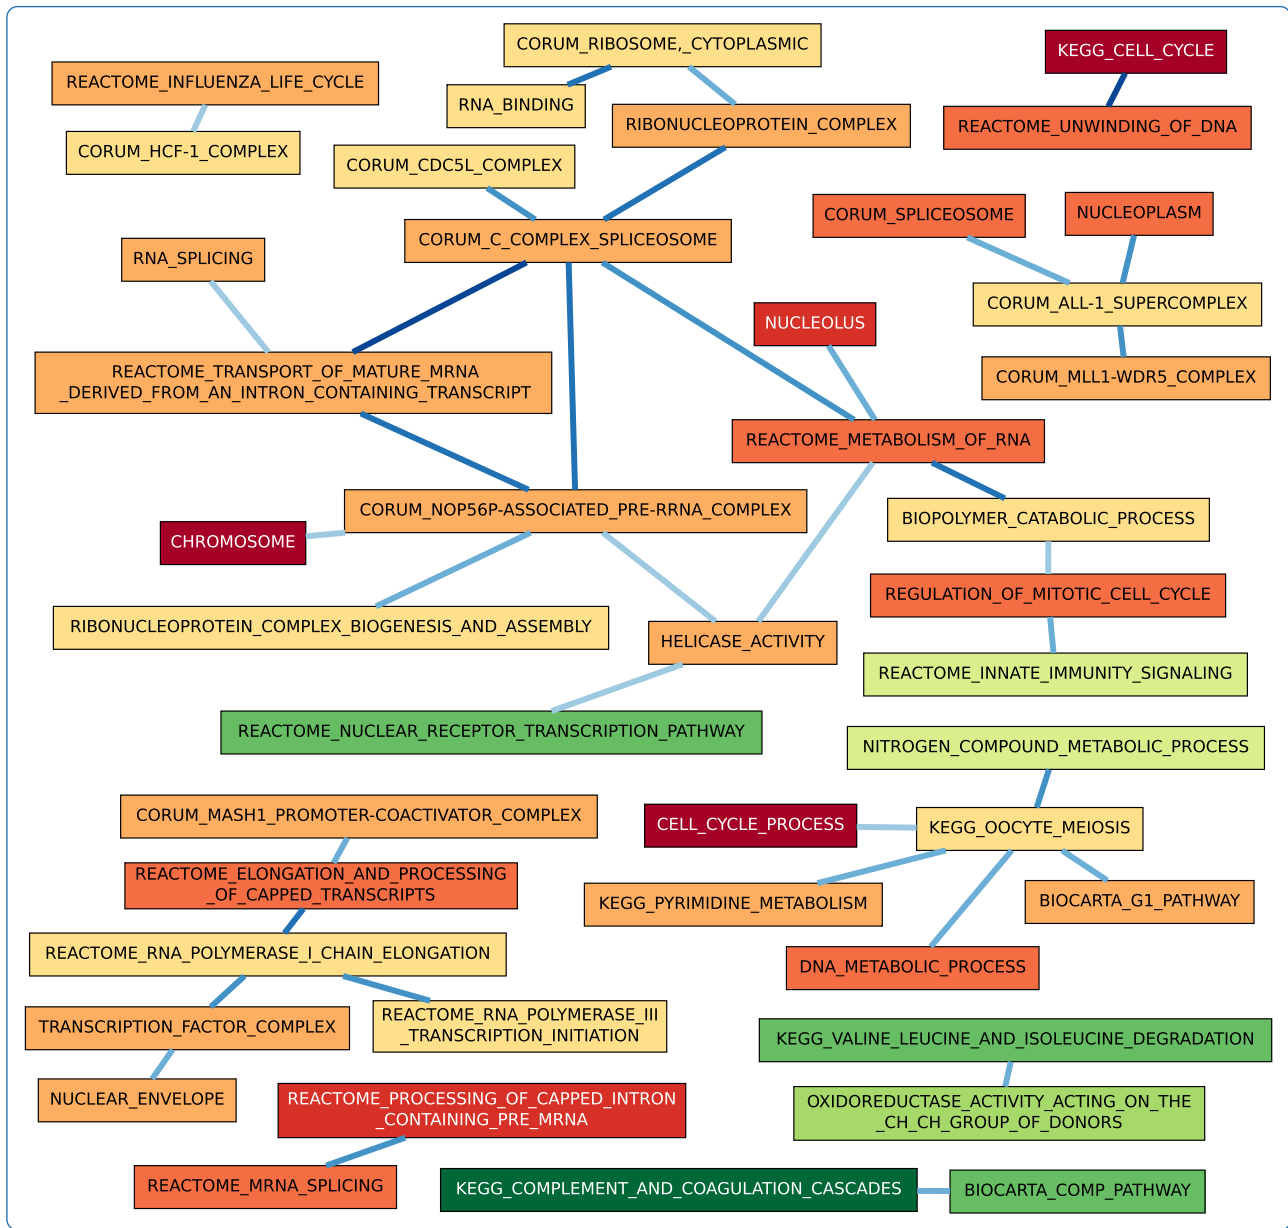 CORUM_RIBOSOME,_CYTOPLASMIC
KEGG_CELL_CYCLE
REACTOME_INFLUENZA_LIFE_CYCLE
RNA_BINDING
RIBONUCLEOPROTEIN_COMPLEX
REACTOME_UNWINDING_OF_DNA
CORUM_HCF-1_COMPLEX
CORUM_CDC5L_COMPLEX
CORUM_SPLICEOSOME
NUCLEOPLASM
CORUM_C_COMPLEX_SPLICEOSOME
RNA_SPLICING
CORUM_ALL-1_SUPERCOMPLEX
NUCLEOLUS
REACTOME_TRANSPORT_OF_MATURE_MRNA
_DERIVED_FROM_AN_INTRON_CONTAINING_TRANSCRIPT
CORUM_MLL1-WDR5_COMPLEX
REACTOME_METABOLISM_OF_RNA
CORUM_NOP56P-ASSOCIATED_PRE-RRNA_COMPLEX
BIOPOLYMER_CATABOLIC_PROCESS
CHROMOSOME
REGULATION_OF_MITOTIC_CELL_CYCLE
RIBONUCLEOPROTEIN_COMPLEX_BIOGENESIS_AND_ASSEMBLY
HELICASE_ACTIVITY
REACTOME_INNATE_IMMUNITY_SIGNALING
REACTOME_NUCLEAR_RECEPTOR_TRANSCRIPTION_PATHWAY
NITROGEN_COMPOUND_METABOLIC_PROCESS
CORUM_MASH1_PROMOTER-COACTIVATOR_COMPLEX
CELL_CYCLE_PROCESS
KEGG_OOCYTE_MEIOSIS
REACTOME_ELONGATION_AND_PROCESSING
_OF_CAPPED_TRANSCRIPTS
KEGG_PYRIMIDINE_METABOLISM
BIOCARTA_G1_PATHWAY
REACTOME_RNA_POLYMERASE_I_CHAIN_ELONGATION
DNA_METABOLIC_PROCESS
TRANSCRIPTION_FACTOR_COMPLEX
REACTOME_RNA_POLYMERASE_III
_TRANSCRIPTION_INITIATION
KEGG_VALINE_LEUCINE_AND_ISOLEUCINE_DEGRADATION
NUCLEAR_ENVELOPE
REACTOME_PROCESSING_OF_CAPPED_INTRON
_CONTAINING_PRE_MRNA
OXIDOREDUCTASE_ACTIVITY_ACTING_ON_THE
_CH_CH_GROUP_OF_DONORS
REACTOME_MRNA_SPLICING
KEGG_COMPLEMENT_AND_COAGULATION_CASCADES
BIOCARTA_COMP_PATHWAY